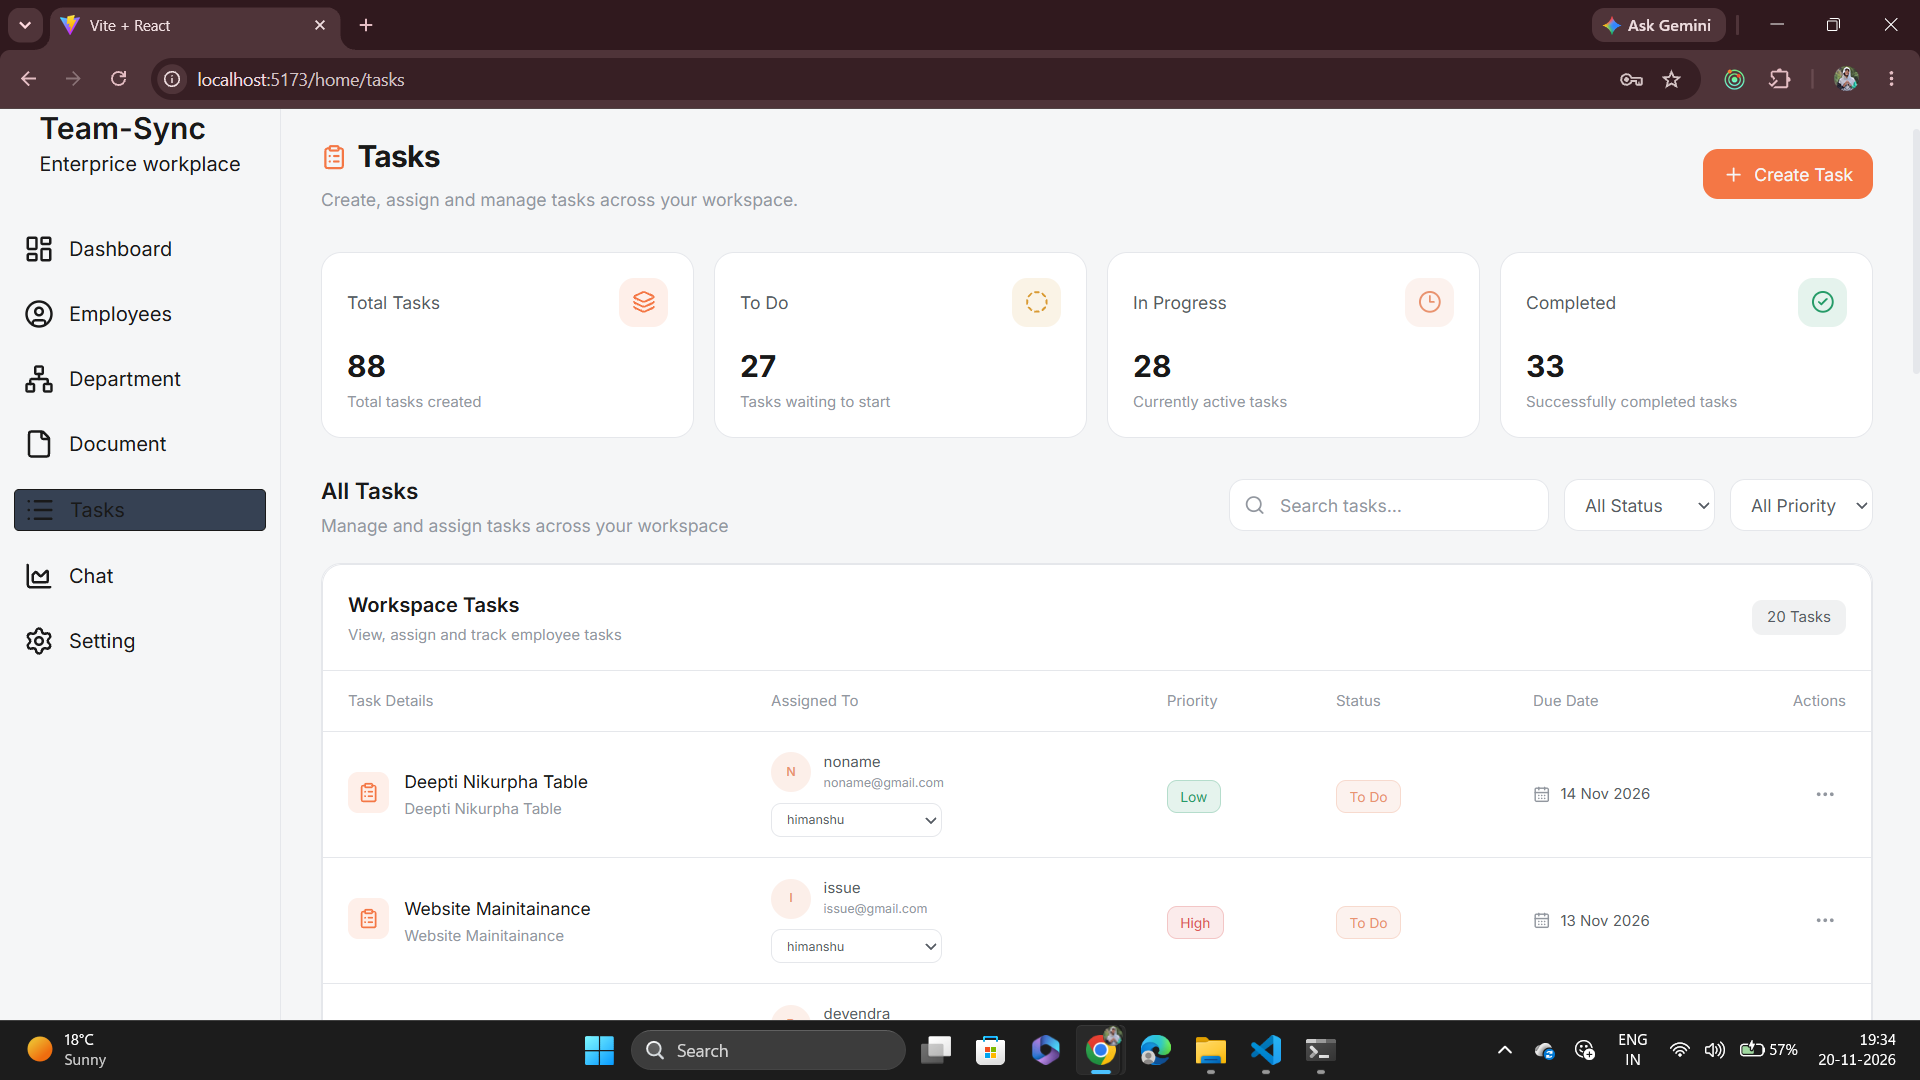 Vite + React
Ask Gemini
localhost:5173/home/tasks
Team-Sync
Enterprice workplace
Dashboard
Employees
Department
Document
Tasks
Chat
Setting
Tasks
Create, assign and manage tasks across your workspace.
+ Create Task
Total Tasks
88
Total tasks created
To Do
27
Tasks waiting to start
In Progress
28
Currently active tasks
Completed
33
Successfully completed tasks
All Tasks
Manage and assign tasks across your workspace
Search tasks...
All Status
All Priority
Workspace Tasks
View, assign and track employee tasks
20 Tasks
Task Details Assigned To Priority Status Due Date Actions
Deepti Nikurpha Table
Deepti Nikurpha Table
N
noname
noname@gmail.com
himanshu
Low
To Do
14 Nov 2026
Website Mainitainance
Website Mainitainance
I
issue
issue@gmail.com
himanshu
High
To Do
13 Nov 2026
devendra
18°C
Sunny
Search
ENG
IN
57%
19:34
20-11-2026